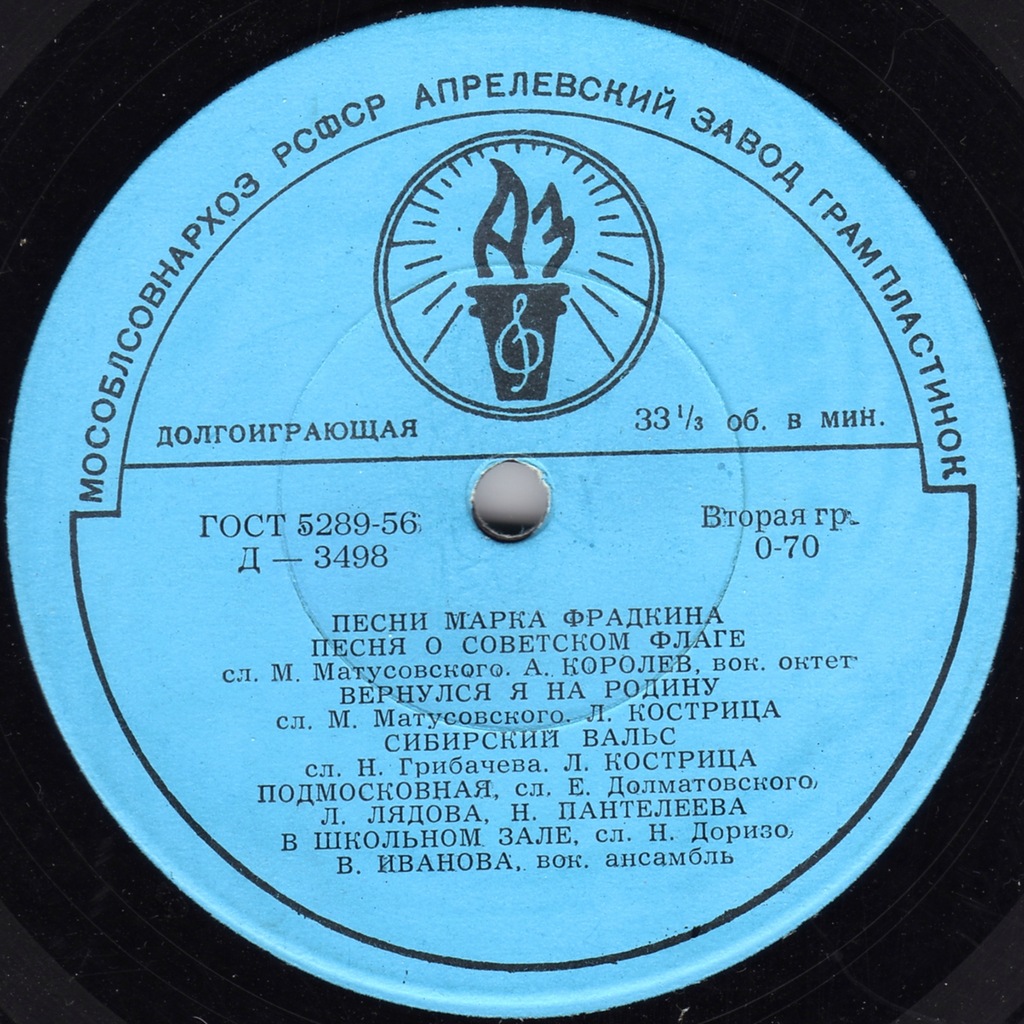 МОСОБЛСОВНАРХОЗ РСФСР АПРЕЛЕВСКИЙ ЗАВОД ГРАМПЛАСТИНОК
АЗ
ДОЛГОИГРАЮЩАЯ 33 1/3 об. в мин.
ГОСТ 5289-56 Вторая гр.
Д — 3498 0-70
ПЕСНИ МАРКА ФРАДКИНА
ПЕСНЯ О СОВЕТСКОМ ФЛАГЕ
сл. М. Матусовского. А. КОРОЛЕВ, вок. октет
ВЕРНУЛСЯ Я НА РОДИНУ
сл. М. Матусовского. Л. КОСТРИЦА
СИБИРСКИЙ ВАЛЬС
сл. Н. Грибачева. Л. КОСТРИЦА
ПОДМОСКОВНАЯ, сл. Е. Долматовского,
Л. ЛЯДОВА, Н. ПАНТЕЛЕЕВА
В ШКОЛЬНОМ ЗАЛЕ, сл. Н. Доризо,
В. ИВАНОВА, вок. ансамбль